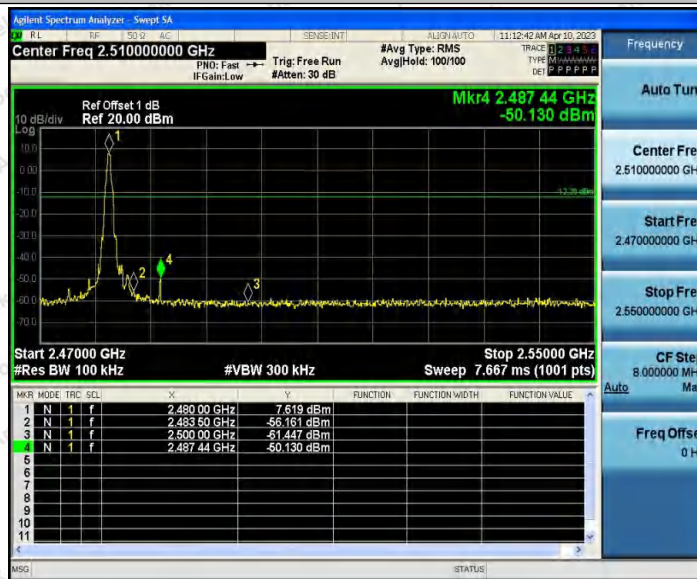 Agilent Spectrum Analyzer - Swept SA
RL RF 50 Ω AC SENSE:INT ALIGN AUTO 11:12:42 AM Apr 10, 2023
Center Freq 2.510000000 GHz #Avg Type: RMS TRACE 1 2 3 4 5 6
PNO: Fast Trig: Free Run Avg|Hold: 100/100 TYPE M
IFGain:Low #Atten: 30 dB DET P P P P P P
Mkr4 2.487 44 GHz
-50.130 dBm
Ref Offset 1 dB
10 dB/div Ref 20.00 dBm
Log
10.0
0.00
-10.0
-20.0
-30.0
-40.0
-50.0
-60.0
-70.0
1
2
3
4
Start 2.47000 GHz Stop 2.55000 GHz
#Res BW 100 kHz #VBW 300 kHz Sweep 7.667 ms (1001 pts)
MKR MODE TRC SCL X Y FUNCTION FUNCTION WIDTH FUNCTION VALUE
1 N 1 f 2.480 00 GHz 7.619 dBm
2 N 1 f 2.483 50 GHz -56.161 dBm
3 N 1 f 2.500 00 GHz -61.447 dBm
4 N 1 f 2.487 44 GHz -50.130 dBm
5
6
7
8
9
10
11
MSG STATUS
Frequency
Auto Tun
Center Fre
2.510000000 GH
Start Fre
2.470000000 GH
Stop Fre
2.550000000 GH
CF Ste
8.000000 MH
Auto Ma
Freq Offse
0 H